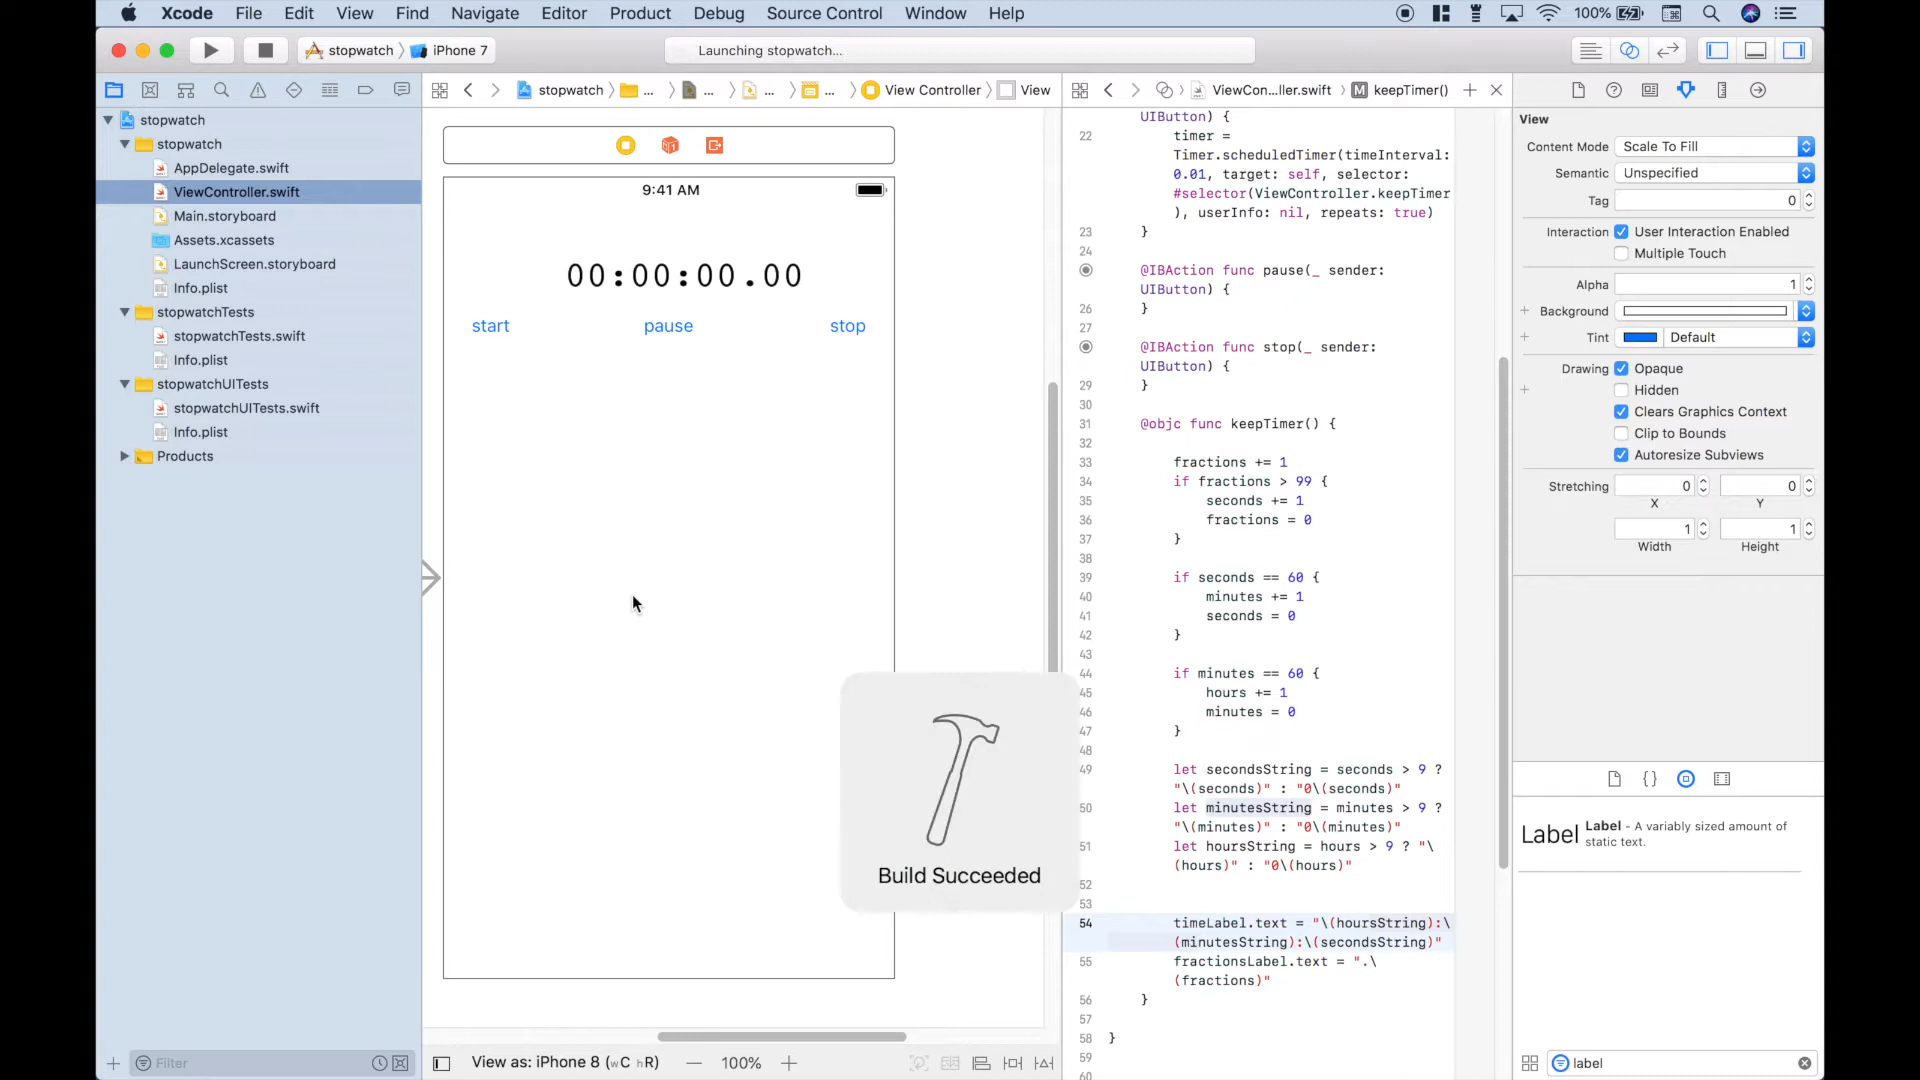 Xcode File Edit View Find Navigate Editor Product Debug Source Control Window Help 100%
stopwatch iPhone 7 Launching stopwatch...
stopwatch ... ... ... ... View Controller View
ViewCon...ller.swift M keepTimer()
stopwatch
stopwatch
AppDelegate.swift
ViewController.swift
Main.storyboard
Assets.xcassets
LaunchScreen.storyboard
Info.plist
stopwatchTests
stopwatchTests.swift
Info.plist
stopwatchUITests
stopwatchUITests.swift
Info.plist
Products
Filter
9:41 AM
00:00:00.00
start pause stop
Build Succeeded
View as: iPhone 8 (wC hR) 100%
UIButton) {
22 timer =
Timer.scheduledTimer(timeInterval:
0.01, target: self, selector:
#selector(ViewController.keepTimer
), userInfo: nil, repeats: true)
23 }
24
@IBAction func pause(_ sender:
UIButton) {
26 }
27
@IBAction func stop(_ sender:
UIButton) {
29 }
30
31 @objc func keepTimer() {
32
33 fractions += 1
34 if fractions > 99 {
35 seconds += 1
36 fractions = 0
37 }
38
39 if seconds == 60 {
40 minutes += 1
41 seconds = 0
42 }
43
44 if minutes == 60 {
45 hours += 1
46 minutes = 0
47 }
48
49 let secondsString = seconds > 9 ?
"\(seconds)" : "0\(seconds)"
50 let minutesString = minutes > 9 ?
"\(minutes)" : "0\(minutes)"
51 let hoursString = hours > 9 ? "\
(hours)" : "0\(hours)"
52
53
54 timeLabel.text = "\(hoursString):\
(minutesString):\(secondsString)"
55 fractionsLabel.text = ".\
(fractions)"
56 }
57
58 }
59
60
View
Content Mode Scale To Fill
Semantic Unspecified
Tag 0
Interaction User Interaction Enabled
Multiple Touch
Alpha 1
Background
Tint Default
Drawing Opaque
Hidden
Clears Graphics Context
Clip to Bounds
Autoresize Subviews
Stretching 0 0
X Y
1 1
Width Height
{}
Label Label - A variably sized amount of
static text.
label